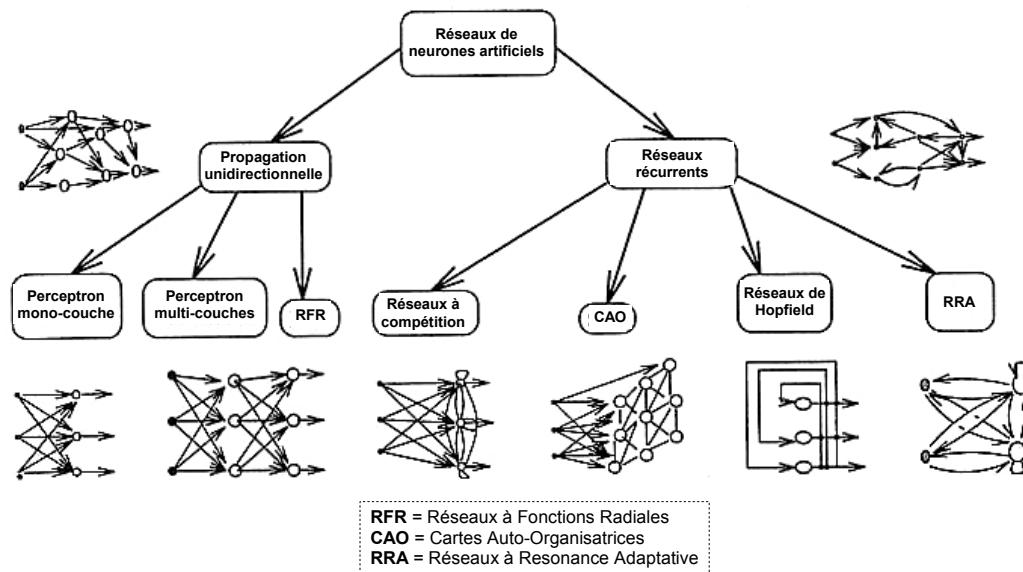 Réseaux de
neurones artificiels
Propagation
unidirectionnelle
Réseaux
récurrents
Perceptron
mono-couche
Perceptron
multi-couches
RFR
Réseaux à
compétition
CAO
Réseaux de
Hopfield
RRA
RFR = Réseaux à Fonctions Radiales
CAO = Cartes Auto-Organisatrices
RRA = Réseaux à Resonance Adaptative